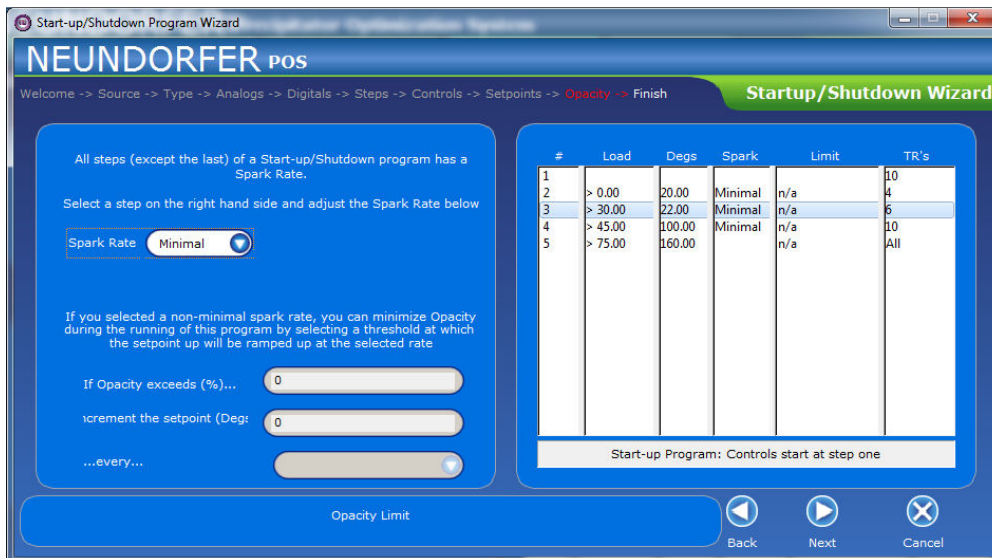 Start-up/Shutdown Program Wizard
NEUNDORFER POS
Welcome -> Source -> Type -> Analogs -> Digitals -> Steps -> Controls -> Setpoints -> Opacity -> Finish
Startup/Shutdown Wizard
All steps (except the last) of a Start-up/Shutdown program has a
Spark Rate.
Select a step on the right hand side and adjust the Spark Rate below
Spark Rate Minimal
If you selected a non-minimal spark rate, you can minimize Opacity
during the running of this program by selecting a threshold at which
the setpoint up will be ramped up at the selected rate
If Opacity exceeds (%)... 0
ncrement the setpoint (Degs 0
...every...
# Load Degs Spark Limit TR's
1 10
2 > 0.00 20.00 Minimal n/a 4
3 > 30.00 22.00 Minimal n/a 6
4 > 45.00 100.00 Minimal n/a 10
5 > 75.00 160.00 n/a All
Start-up Program: Controls start at step one
Opacity Limit
Back Next Cancel